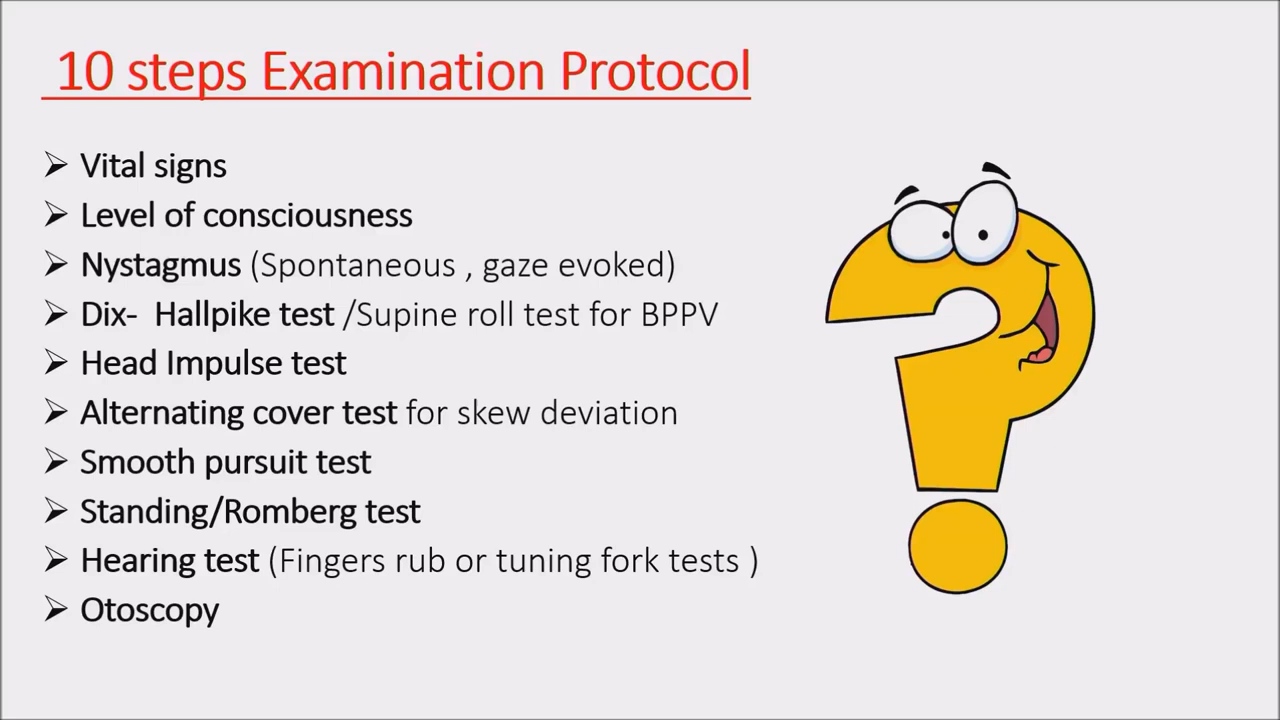 10 steps Examination Protocol
➢ Vital signs
➢ Level of consciousness
➢ Nystagmus (Spontaneous , gaze evoked)
➢ Dix-  Hallpike test /Supine roll test for BPPV
➢ Head Impulse test
➢ Alternating cover test for skew deviation
➢ Smooth pursuit test
➢ Standing/Romberg test
➢ Hearing test (Fingers rub or tuning fork tests )
➢ Otoscopy